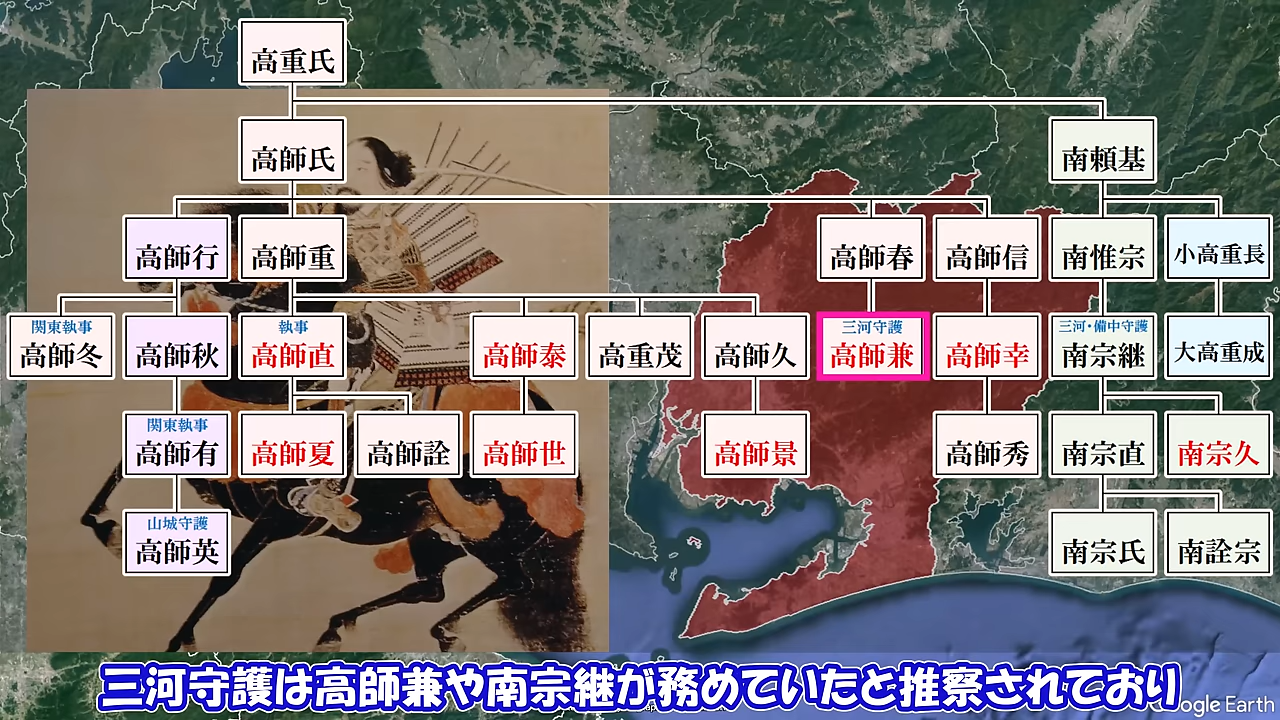 高重氏
高師氏
南頼基
高師行
高師重
高師春
高師信
南惟宗
小高重長
関東執事
高師冬
高師秋
執事
高師直
高師泰
高重茂
高師久
三河守護
高師兼
高師幸
三河・備中守護
南宗継
大高重成
関東執事
高師有
高師夏
高師詮
高師世
高師景
高師秀
南宗直
南宗久
山城守護
高師英
南宗氏
南詮宗
三河守護は高師兼や南宗継が務めていたと推察されており
Google Earth